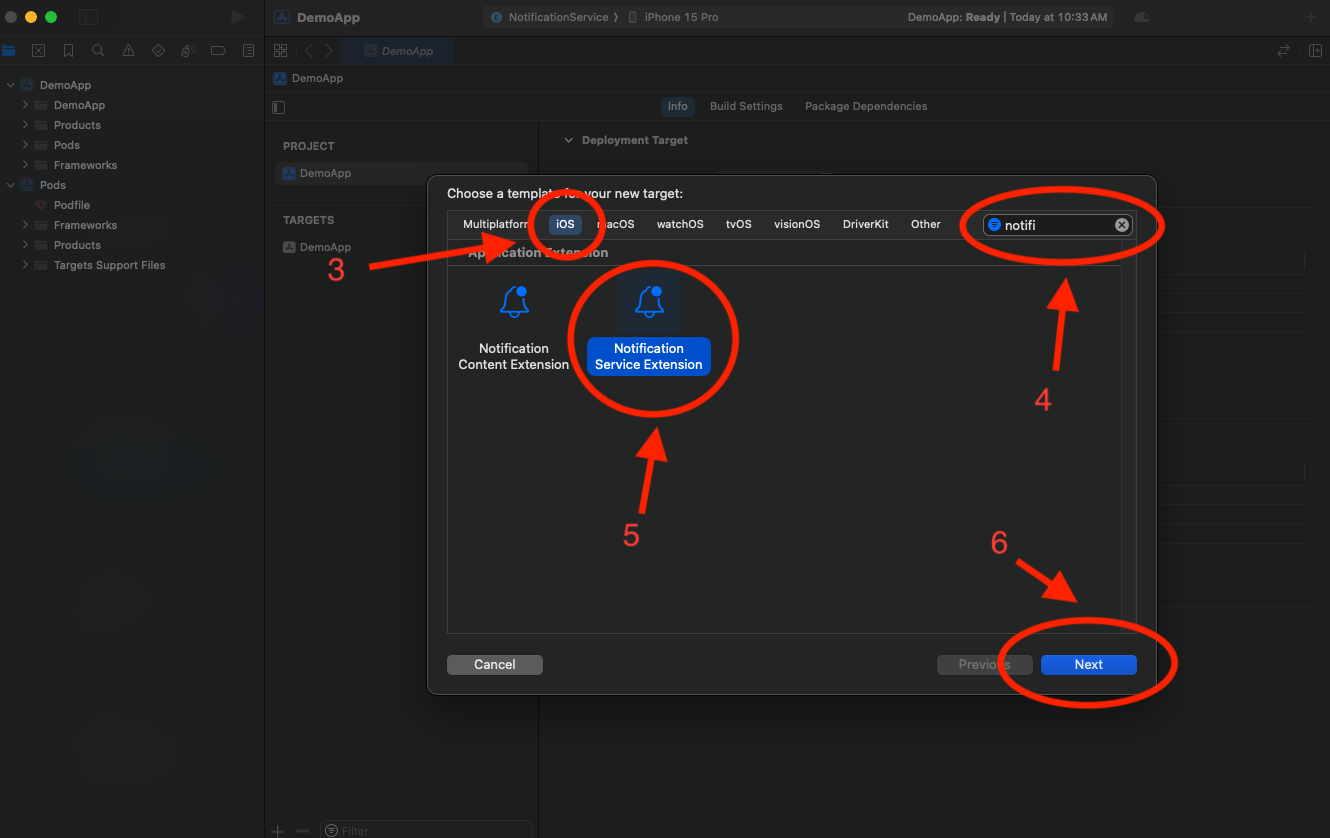 DemoApp
NotificationService
iPhone 15 Pro
DemoApp: Ready | Today at 10:33 AM
DemoApp
DemoApp
Info
Build Settings
Package Dependencies
DemoApp
DemoApp
Products
Pods
Frameworks
Pods
Podfile
Frameworks
Products
Targets Support Files
PROJECT
DemoApp
TARGETS
DemoApp
Deployment Target
Choose a template for your new target:
Multiplatform
iOS
macOS
watchOS
tvOS
visionOS
DriverKit
Other
notifi
Application Extension
Notification
Content Extension
Notification
Service Extension
3
4
5
6
Cancel
Previous
Next
Filter